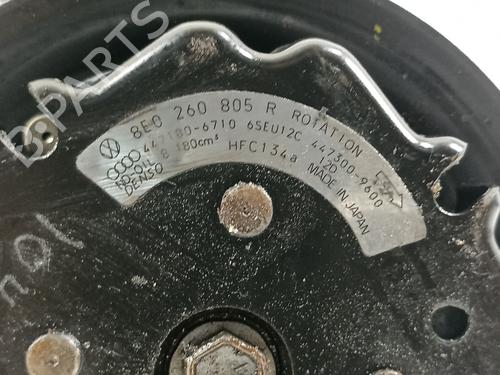 8E0 260 805 R ROTATION
447180-6710 6SEU12C 447300-9600
ND-OIL 8 180cm³ HFC134a 12D
DENSO MADE IN JAPAN